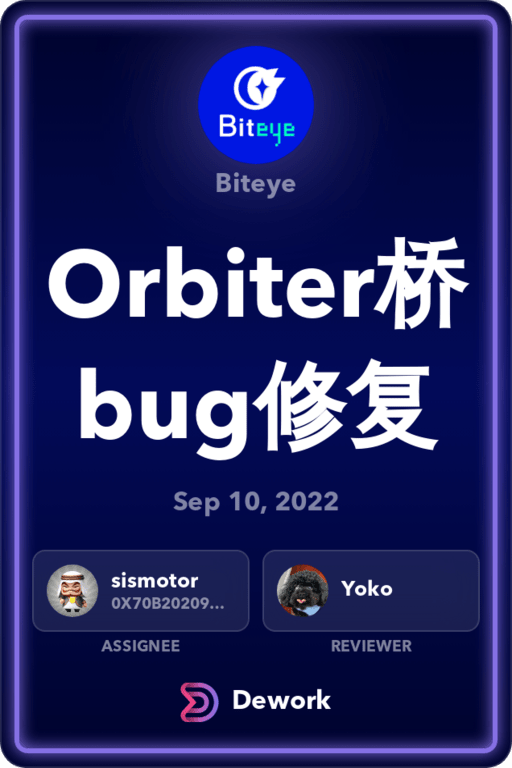 Biteye
Biteye
Orbiter桥
bug修复
Sep 10, 2022
sismotor
0X70B20209...
Yoko
ASSIGNEE
REVIEWER
Dework